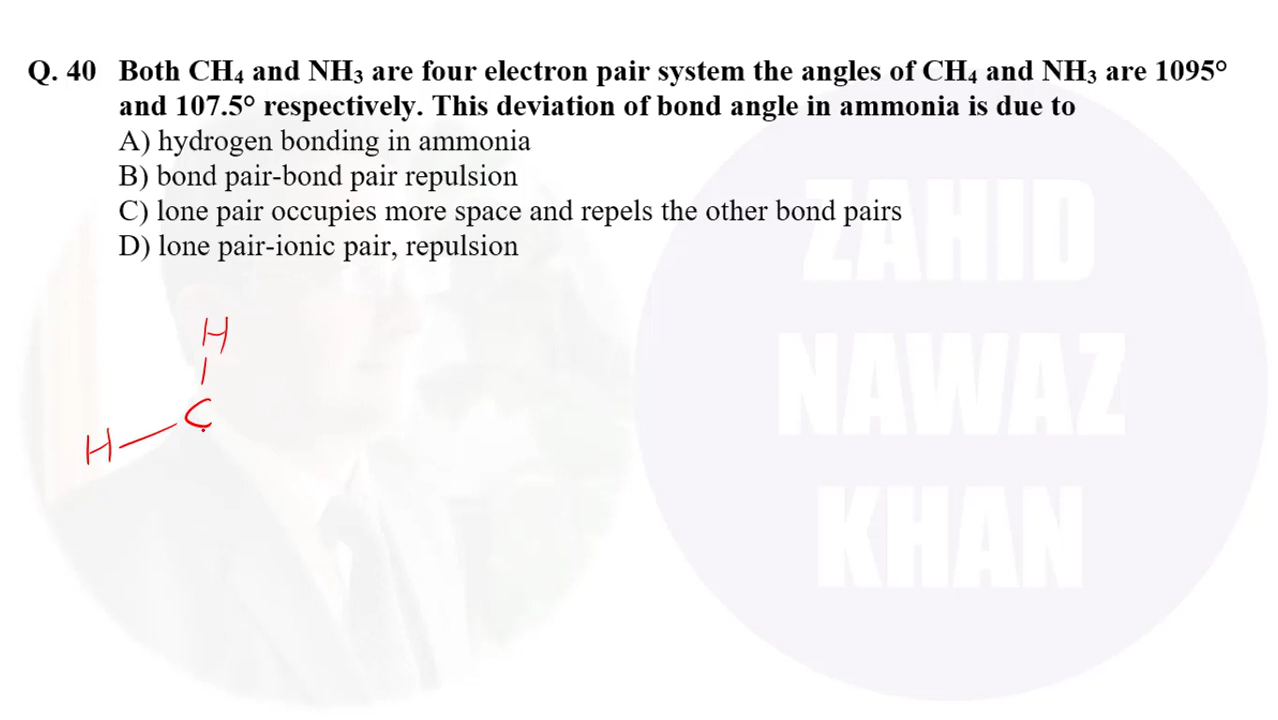 Q. 40 Both CH₄ and NH₃ are four electron pair system the angles of CH₄ and NH₃ are 1095°
and 107.5° respectively. This deviation of bond angle in ammonia is due to
A) hydrogen bonding in ammonia
B) bond pair-bond pair repulsion
C) lone pair occupies more space and repels the other bond pairs
D) lone pair-ionic pair, repulsion
ZAHID
NAWAZ
KHAN
H
C
H